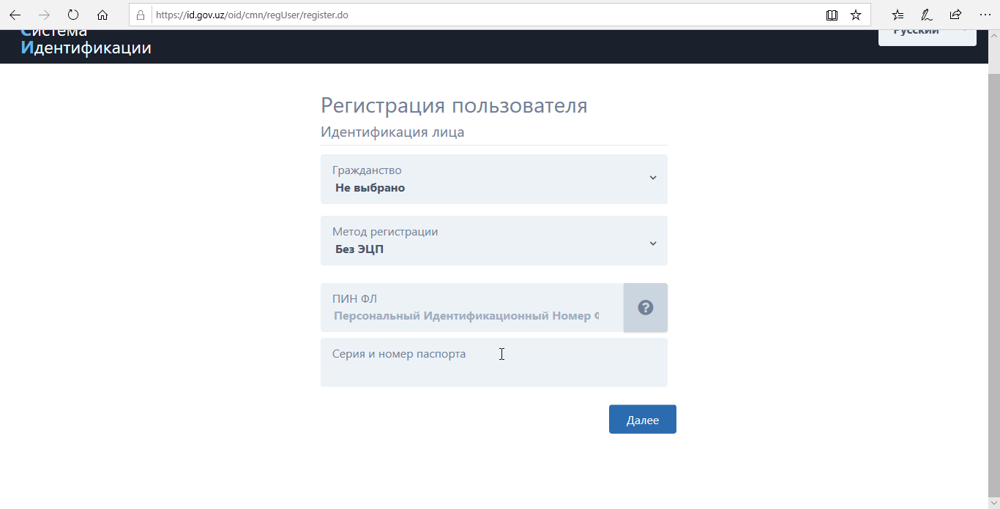 https://id.gov.uz/oid/cmn/regUser/register.do
Система
Идентификации
Русский
Регистрация пользователя
Идентификация лица
Гражданство
Не выбрано
Метод регистрации
Без ЭЦП
ПИН ФЛ
Персональный Идентификационный Номер
?
Серия и номер паспорта
Далее